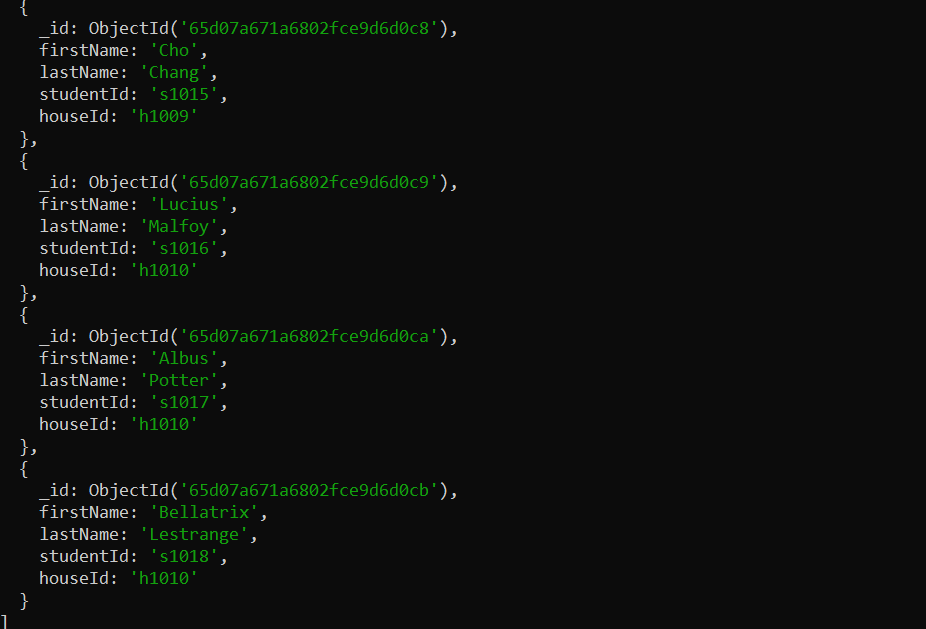 {
_id: ObjectId('65d07a671a6802fce9d6d0c8'),
firstName: 'Cho',
lastName: 'Chang',
studentId: 's1015',
houseId: 'h1009'
},
{
_id: ObjectId('65d07a671a6802fce9d6d0c9'),
firstName: 'Lucius',
lastName: 'Malfoy',
studentId: 's1016',
houseId: 'h1010'
},
{
_id: ObjectId('65d07a671a6802fce9d6d0ca'),
firstName: 'Albus',
lastName: 'Potter',
studentId: 's1017',
houseId: 'h1010'
},
{
_id: ObjectId('65d07a671a6802fce9d6d0cb'),
firstName: 'Bellatrix',
lastName: 'Lestrange',
studentId: 's1018',
houseId: 'h1010'
}
]